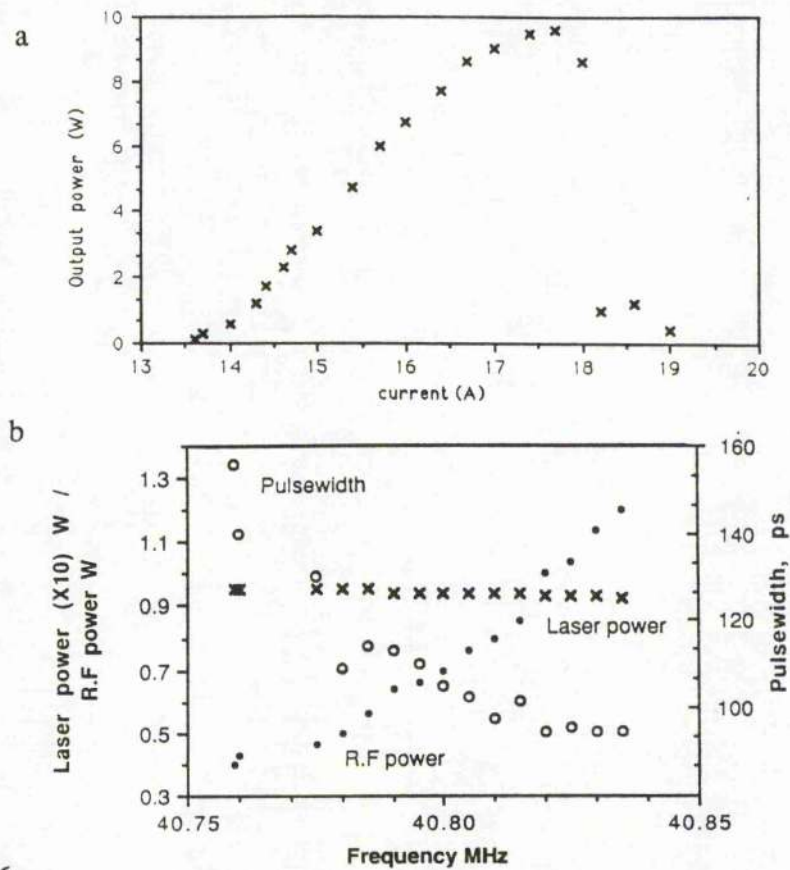 a
Output power (W)
10
8
6
4
2
0
13 14 15 16 17 18 19 20
current (A)
b
Laser power (X10) W /
R.F power W
1.3
1.1
0.9
0.7
0.5
0.3
Pulsewidth
Laser power
R.F power
160
140
120
100
Pulsewidth, ps
40.75 40.80 40.85
Frequency MHz